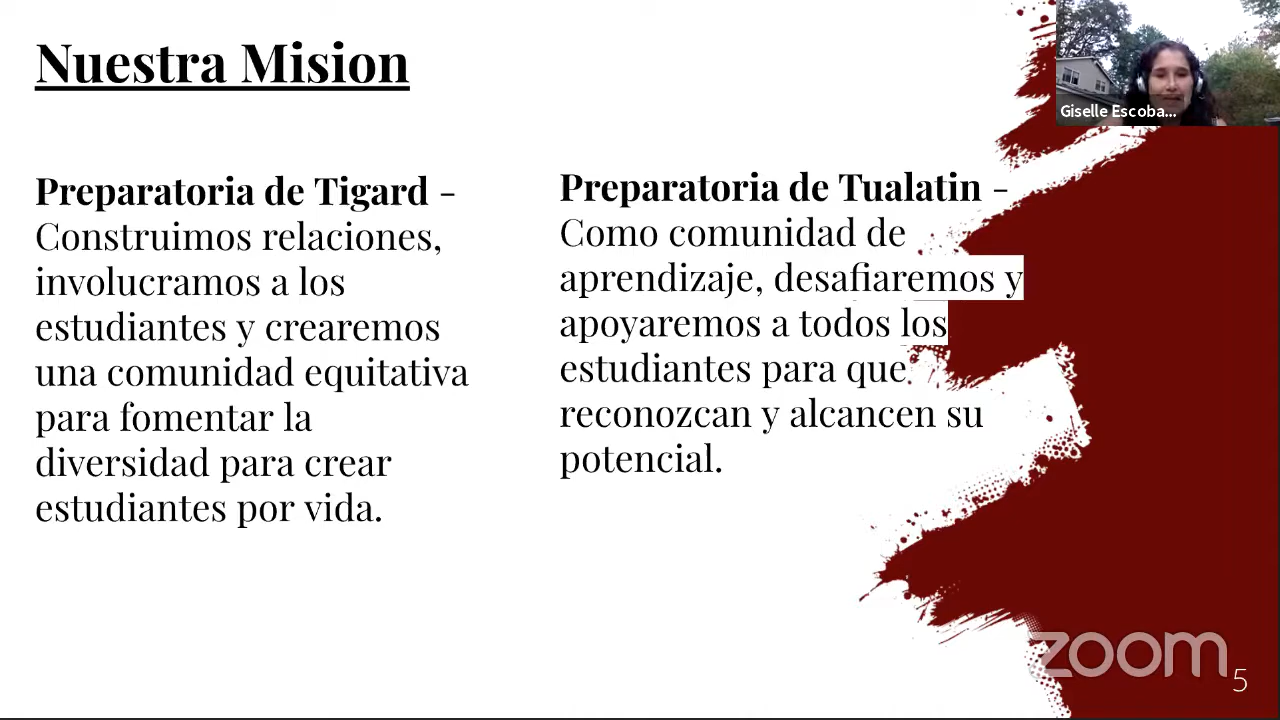 Nuestra Mision
Giselle Escoba...
Preparatoria de Tigard -
Construimos relaciones,
involucramos a los
estudiantes y crearemos
una comunidad equitativa
para fomentar la
diversidad para crear
estudiantes por vida.
Preparatoria de Tualatin -
Como comunidad de
aprendizaje, desafiaremos y
apoyaremos a todos los
estudiantes para que
reconozcan y alcancen su
potencial.
zoom
5